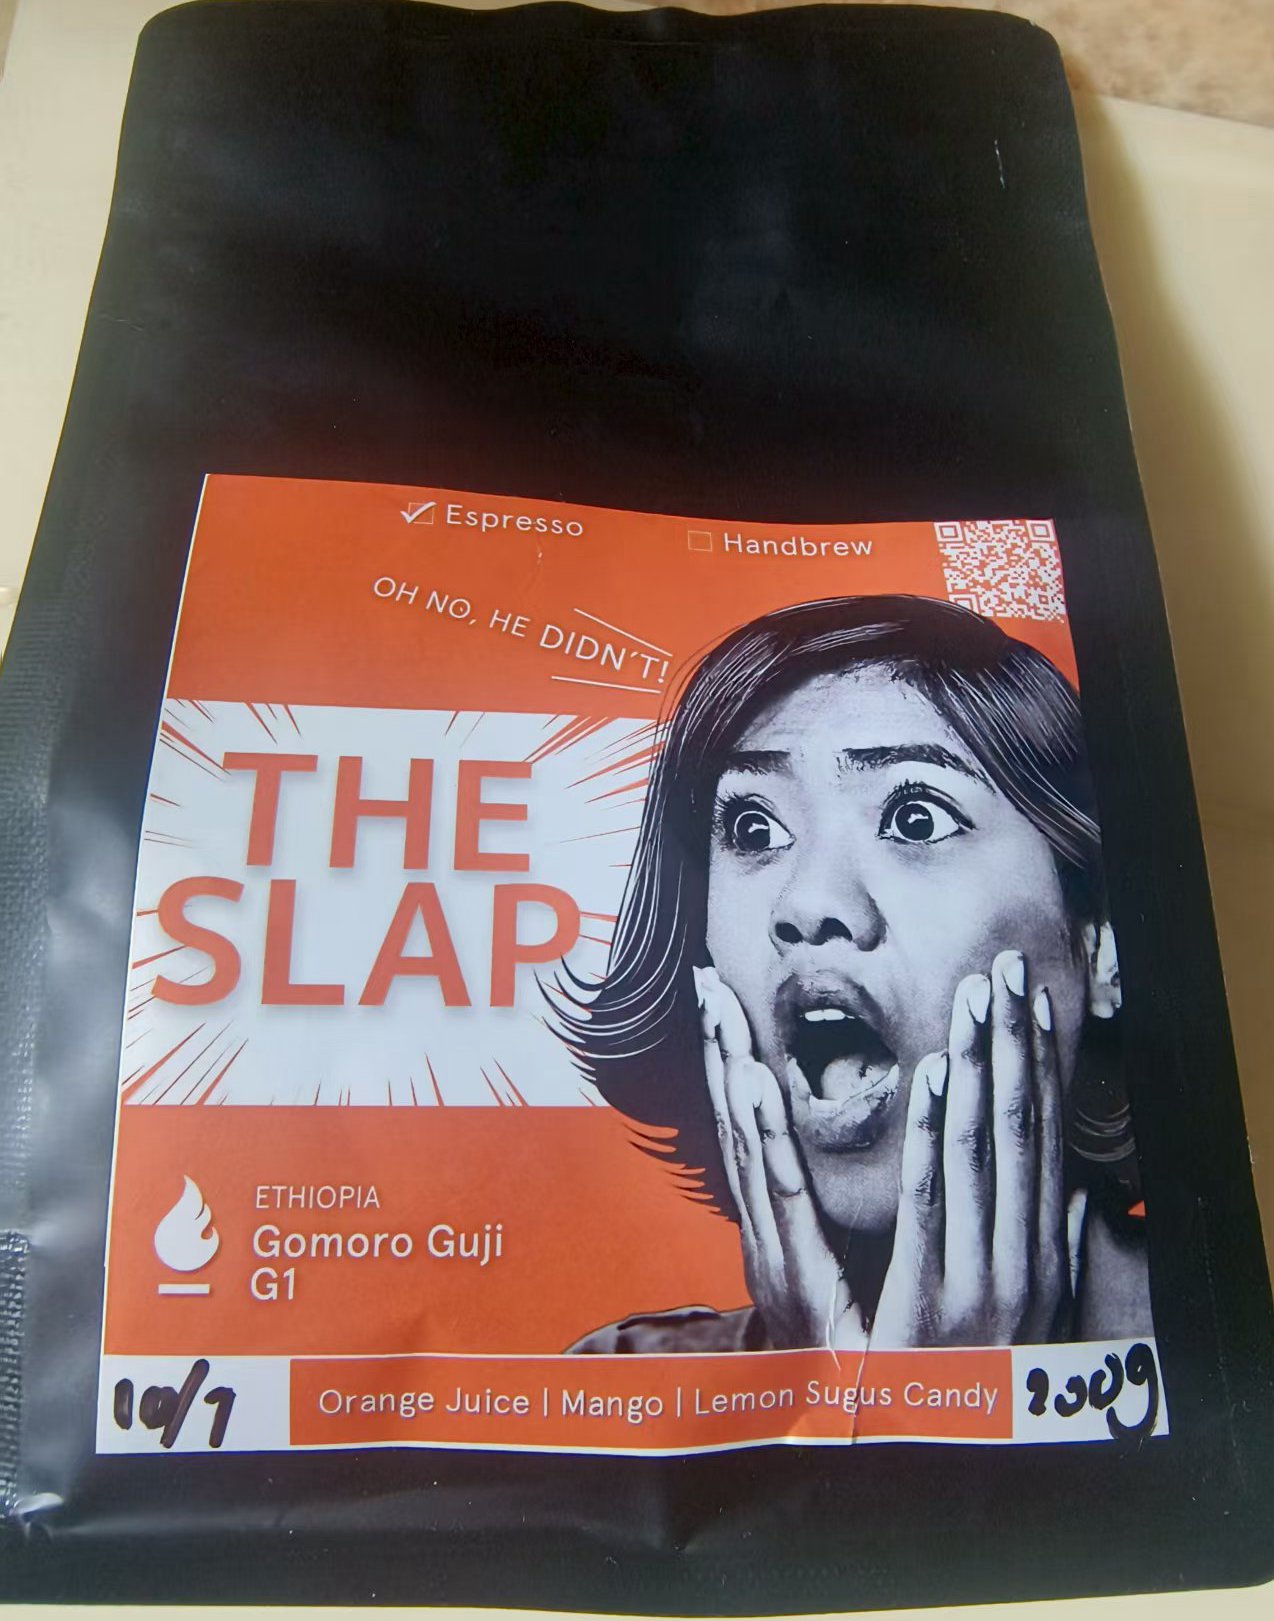 Espresso
Handbrew
OH NO, HE DIDN´T!
THE
SLAP
ETHIOPIA
Gomoro Guji
G1
10/7
Orange Juice | Mango | Lemon Sugus Candy
200g